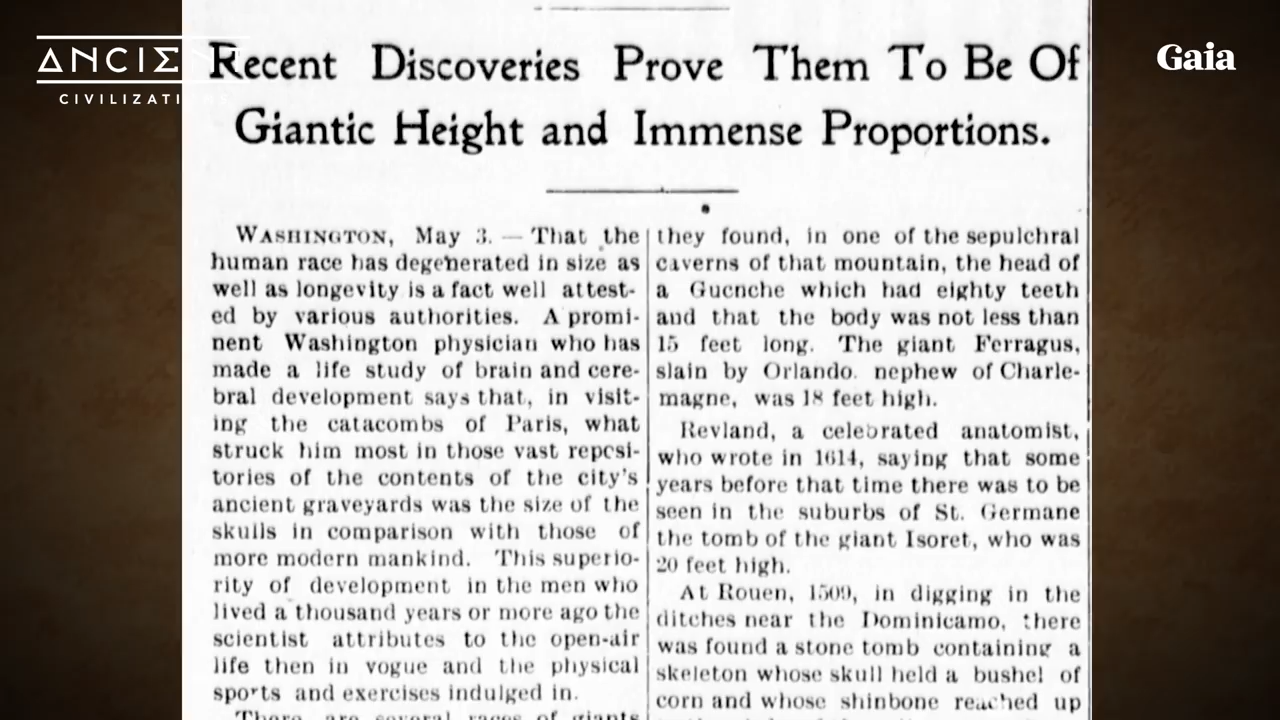 ANCIEN
CIVILIZATI
Gaia
Recent Discoveries Prove Them To Be Of
Giantic Height and Immense Proportions.
WASHINGTON, May 3. — That the
human race has degenerated in size as
well as longevity is a fact well attest-
ed by various authorities. A promi-
nent Washington physician who has
made a life study of brain and cere-
bral development says that, in visit-
ing the catacombs of Paris, what
struck him most in those vast reposi-
tories of the contents of the city's
ancient graveyards was the size of the
skulls in comparison with those of
more modern mankind. This superio-
rity of development in the men who
lived a thousand years or more ago the
scientist attributes to the open-air
life then in vogue and the physical
sports and exercises indulged in.
There are several races of giants
they found, in one of the sepulchral
caverns of that mountain, the head of
a Gucnche which had eighty teeth
and that the body was not less than
15 feet long. The giant Ferragus,
slain by Orlando. nephew of Charle-
magne, was 18 feet high.
Revland, a celebrated anatomist,
who wrote in 1614, saying that some
years before that time there was to be
seen in the suburbs of St. Germane
the tomb of the giant Isoret, who was
20 feet high.
At Rouen, 1509, in digging in the
ditches near the Dominicamo, there
was found a stone tomb containing a
skeleton whose skull held a bushel of
corn and whose shinbone reached up